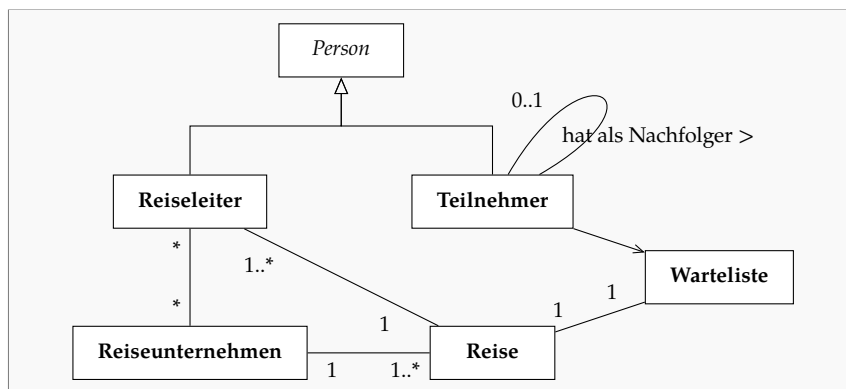 Person
0..1
hat als Nachfolger >
Reiseleiter
Teilnehmer
*
1..*
Warteliste
*
1
1
1
Reiseunternehmen
1
1..*
Reise